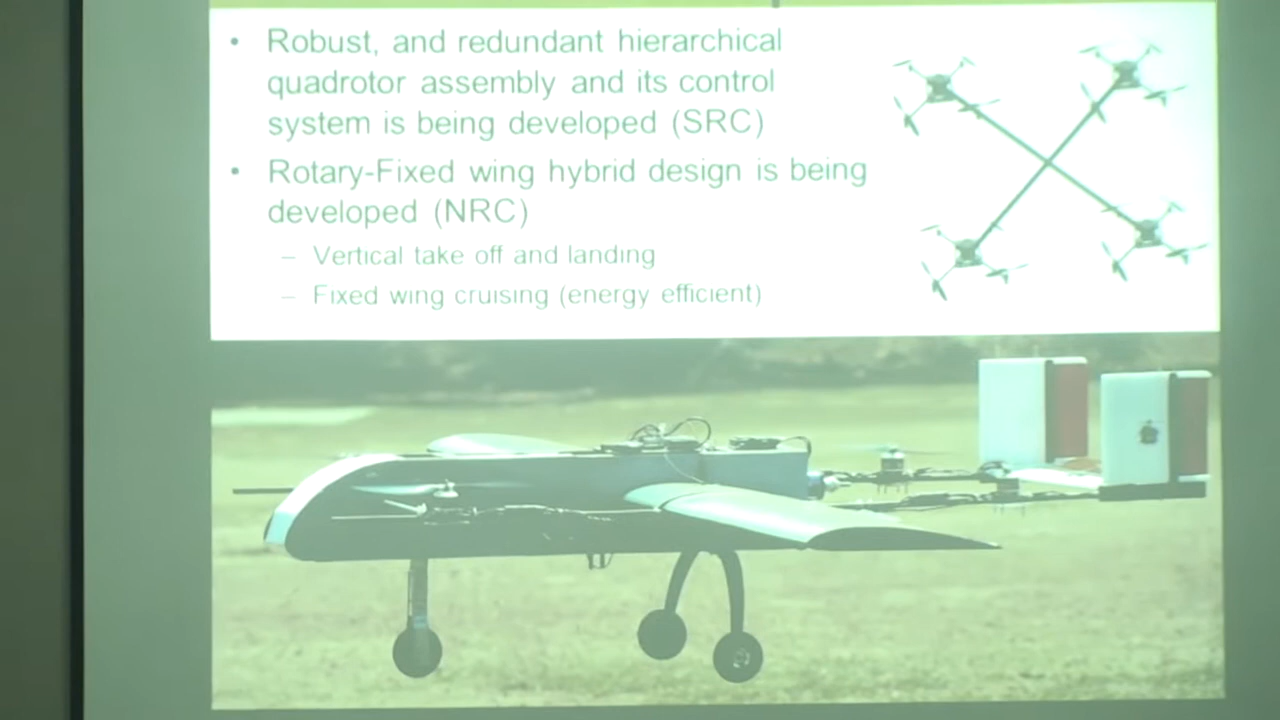 • Robust, and redundant hierarchical
quadrotor assembly and its control
system is being developed (SRC)
• Rotary-Fixed wing hybrid design is being
developed (NRC)
– Vertical take off and landing
– Fixed wing cruising (energy efficient)